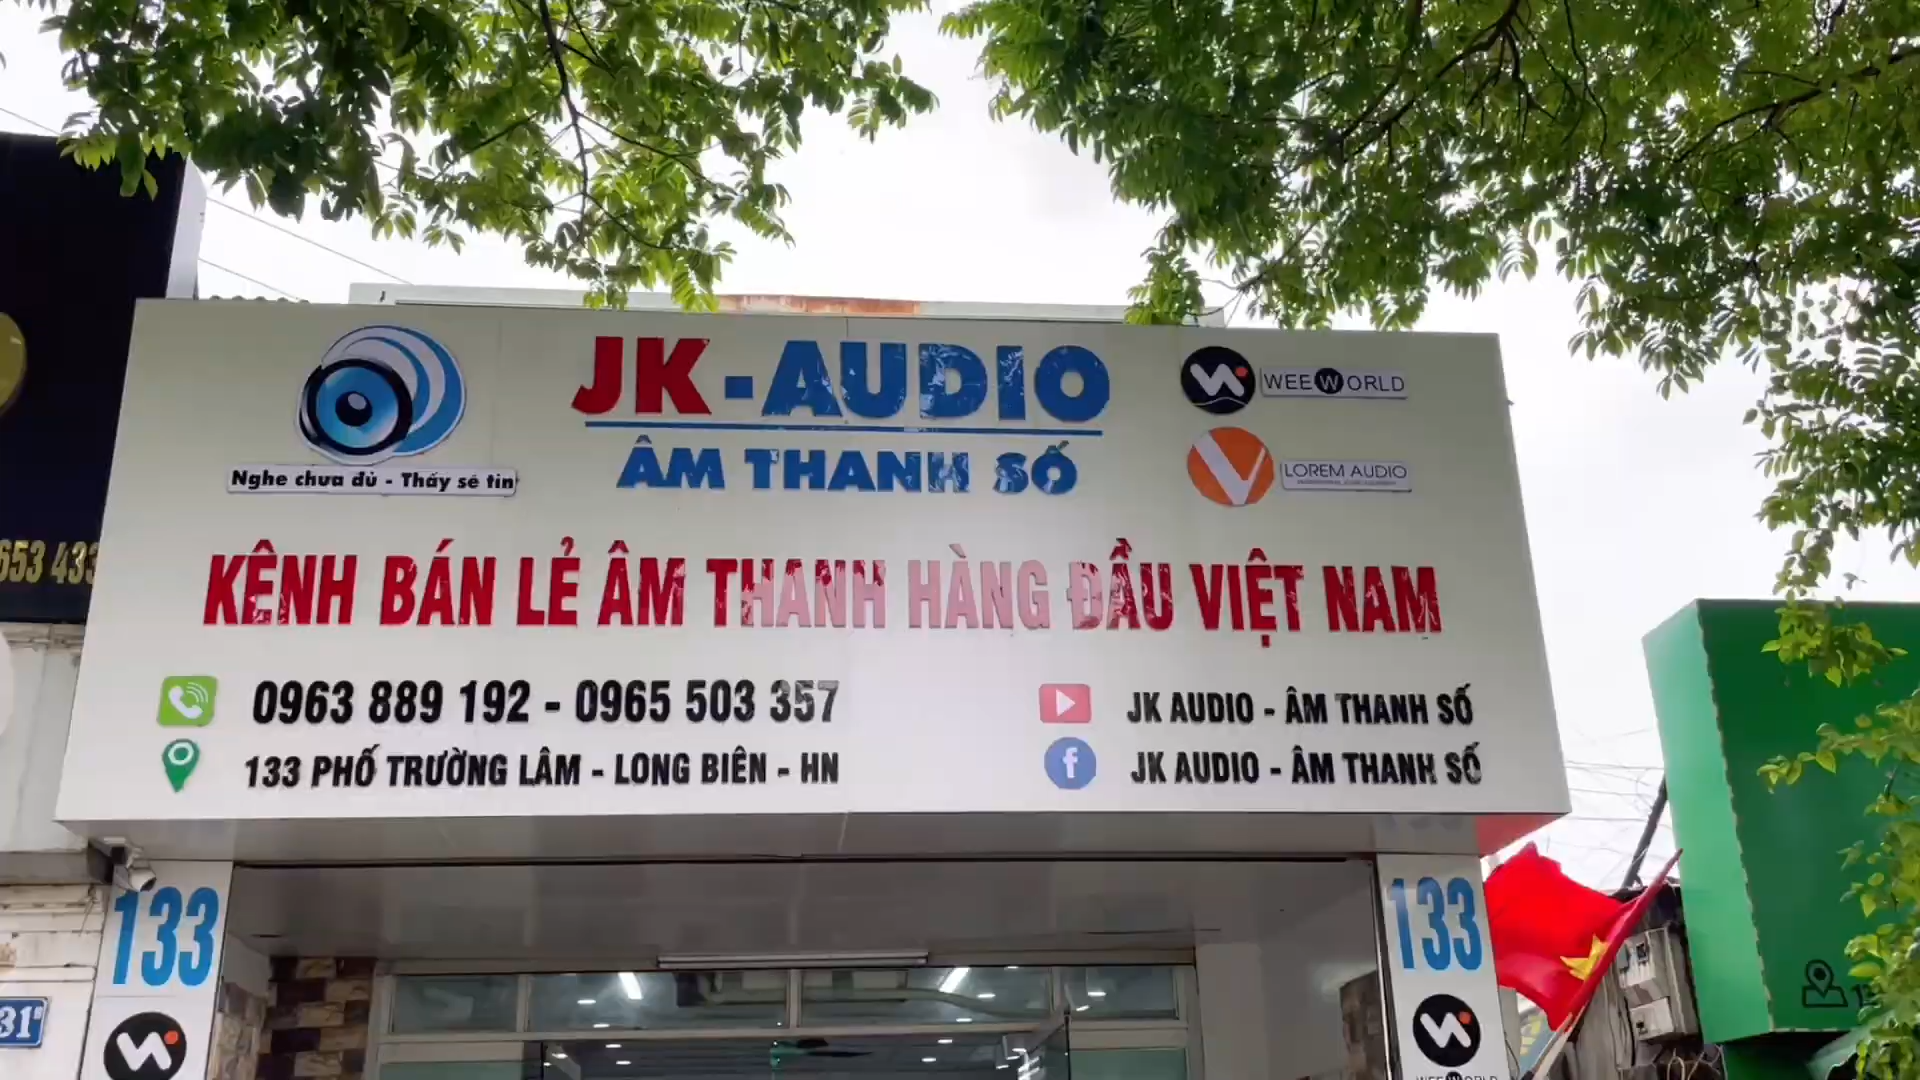 JK-AUDIO
ÂM THANH SỐ
Nghe chưa đủ - Thấy sẽ tin
WEEWORLD
LOREM AUDIO
KÊNH BÁN LẺ ÂM THANH HÀNG ĐẦU VIỆT NAM
0963 889 192 - 0965 503 357
133 PHỐ TRƯỜNG LÂM - LONG BIÊN - HN
JK AUDIO - ÂM THANH SỐ
JK AUDIO - ÂM THANH SỐ
653 433
133
133
31